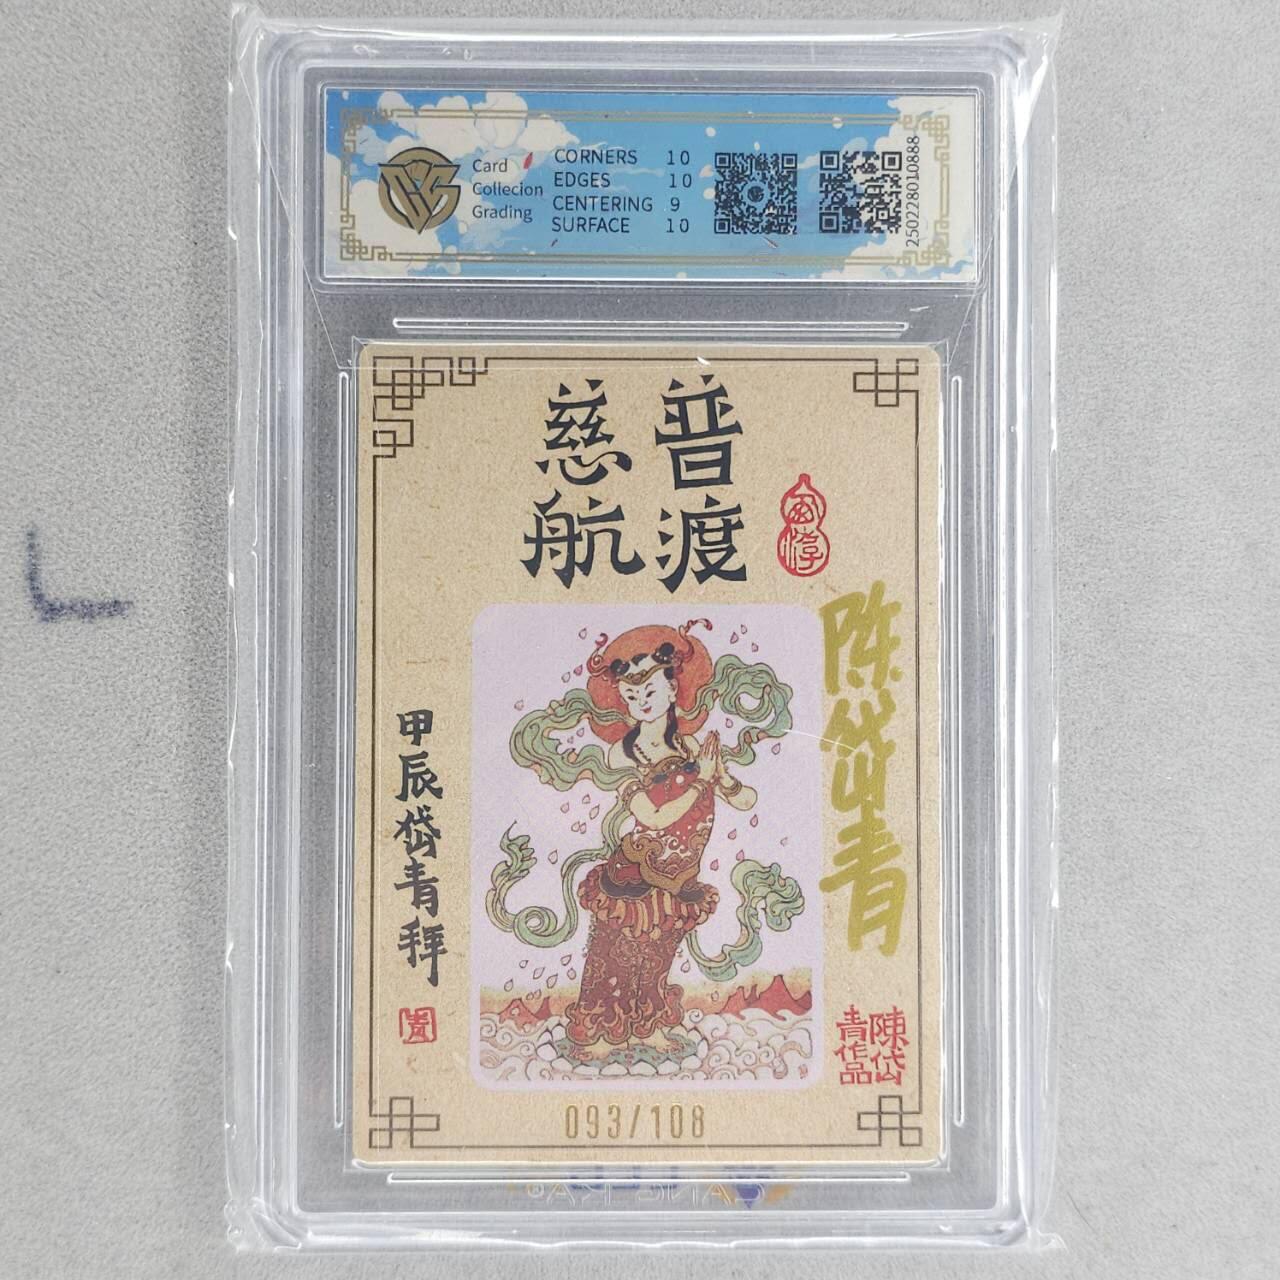 Card
Collecion
Grading
CORNERS 10
EDGES 10
CENTERING 9
SURFACE 10
250228010888
普渡
慈航
陈岱青
甲辰岱青拜
陳岱
青作品
093/108